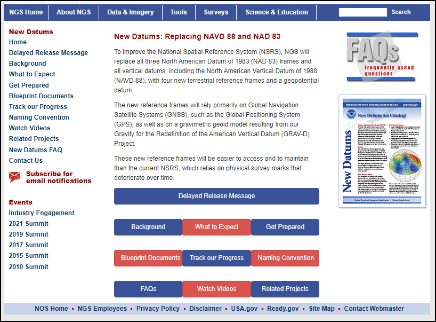 NGS Home About NGS Data & Imagery Tools Surveys Science & Education Search
New Datums
Home
Delayed Release Message
Background
What to Expect
Get Prepared
Blueprint Documents
Track our Progress
Naming Convention
Watch Videos
Related Projects
New Datums FAQ
Contact Us
Subscribe for
email notifications
Events
Industry Engagement
2021 Summit
2019 Summit
2017 Summit
2015 Summit
2010 Summit
New Datums: Replacing NAVD 88 and NAD 83
To improve the National Spatial Reference System (NSRS), NGS will
replace all three North American Datum of 1983 (NAD 83) frames and
all vertical datums, including the North American Vertical Datum of 1988
(NAVD 88), with four new terrestrial reference frames and a geopotential
datum.
The new reference frames will rely primarily on Global Navigation
Satellite Systems (GNSS), such as the Global Positioning System
(GPS), as well as on a gravimetric geoid model resulting from our
Gravity for the Redefinition of the American Vertical Datum (GRAV-D)
Project.
These new reference frames will be easier to access and to maintain
than the current NSRS, which relies on physical survey marks that
deteriorate over time.
Delayed Release Message
Background What to Expect Get Prepared
Blueprint Documents Track our Progress Naming Convention
FAQs Watch Videos Related Projects
FAQs
frequently asked
questions
New Datums Are Coming!
New Datums
NOS Home • NGS Employees • Privacy Policy • Disclaimer • USA.gov • Ready.gov • Site Map • Contact Webmaster